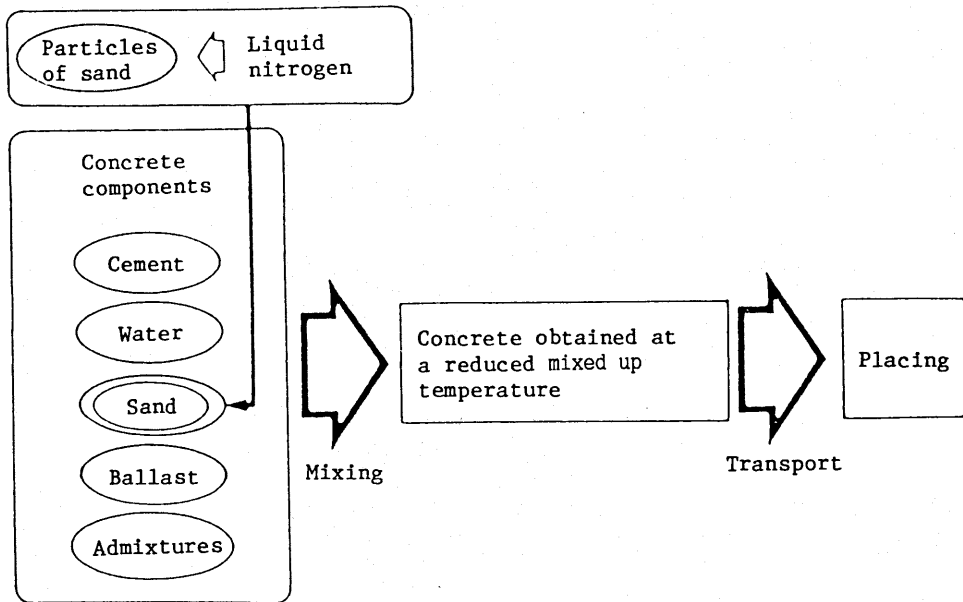 Particles
of sand
Liquid
nitrogen
Concrete
components
Cement
Water
Sand
Ballast
Admixtures
Mixing
Concrete obtained at
a reduced mixed up
temperature
Transport
Placing